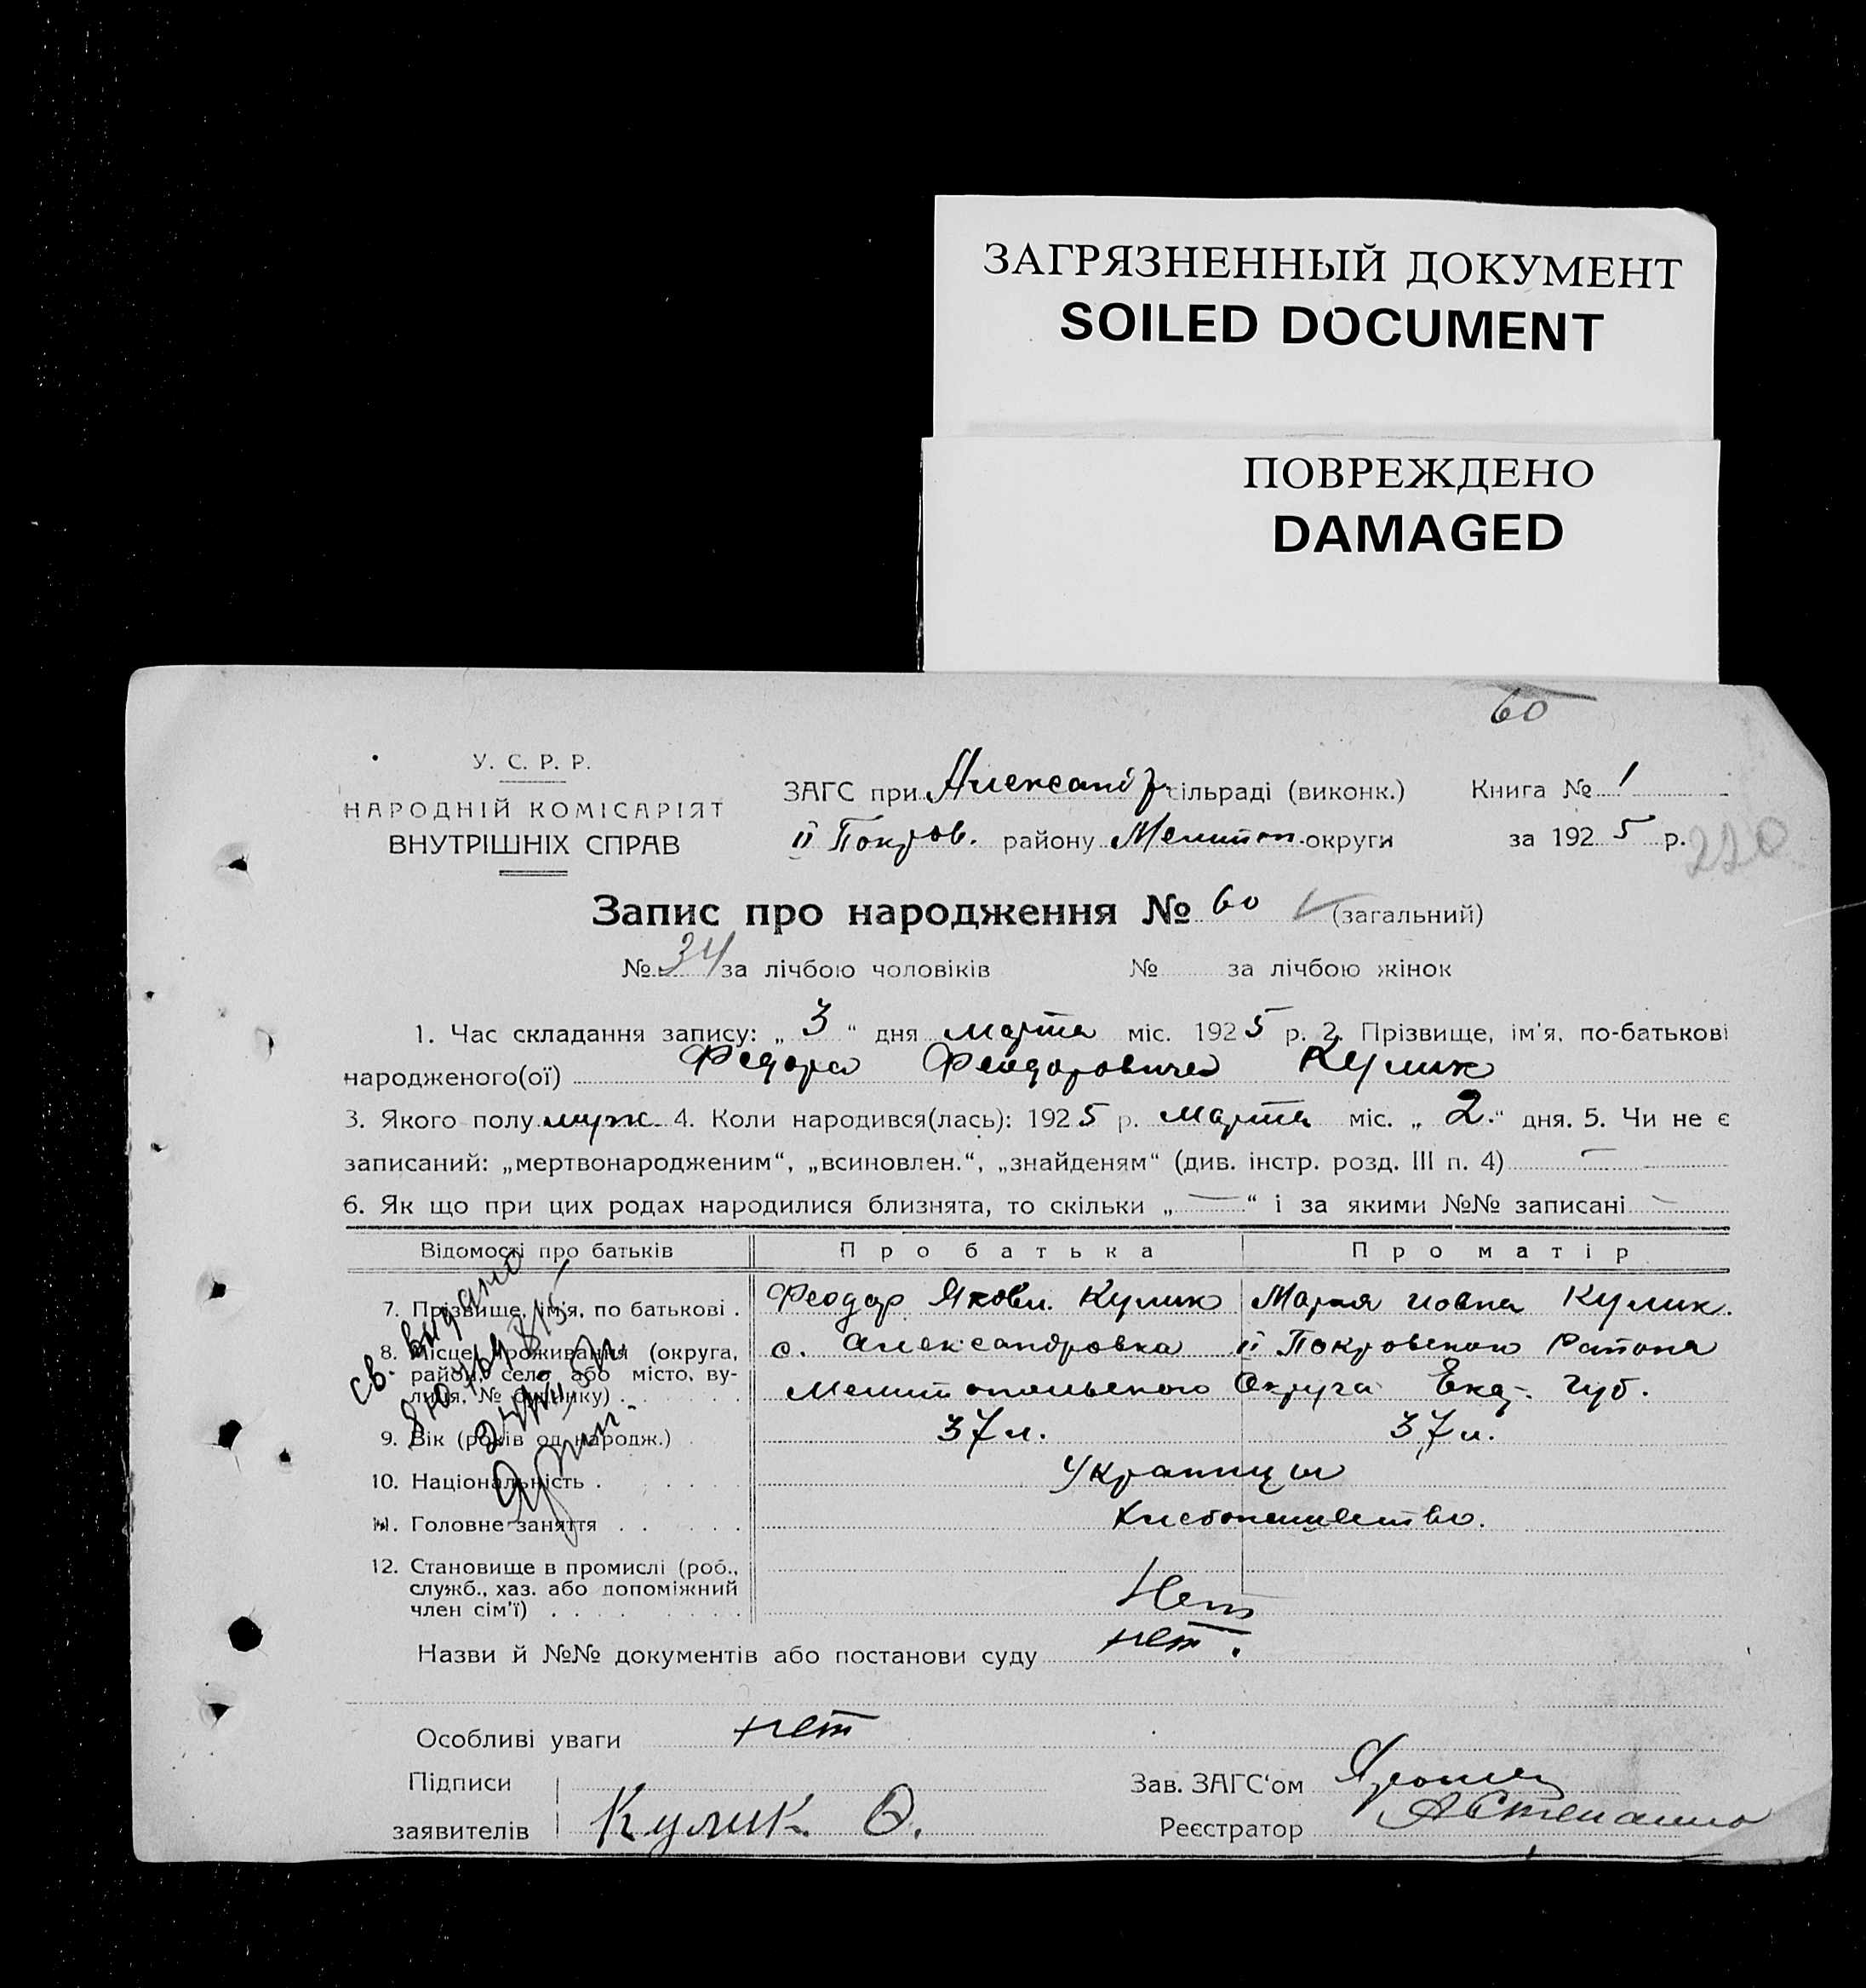 ЗАГРЯЗНЕННЫЙ ДОКУМЕНТ
SOILED DOCUMENT
ПОВРЕЖДЕНО
DAMAGED
60
У. С. Р. Р.
НАРОДНІЙ КОМІСАРІЯТ
ВНУТРІШНІХ СПРАВ
ЗАГС при Александр сільраді (виконк.) Книга № 1
ІІ Покров. району Мелитоп. округи за 1925 р.
220
Запис про народження № 60 (загальний)
№ 34 за лічбою чоловіків № за лічбою жінок
1. Час складання запису: „ 3 “ дня марта міс. 1925 р. 2. Прізвище, ім'я, по-батькові
народженого(ої) Федора Феодоровича Кулик
3. Якого полу муж. 4. Коли народився(лась): 1925 р. марта міс. „ 2 “ дня. 5. Чи не є
записаний: „мертвонародженим“, „всиновлен.“, „знайденям“ (див. інстр. розд. III п. 4) —
6. Як що при цих родах народилися близнята, то скільки „ — “ і за якими №№ записані —
Відомості про батьків Про батька Про матір
7. Прізвище, ім'я, по батькові . Феодор Яковл. Кулик Мария Иовна Кулик.
8. Місце проживання (округа, район, село або місто, вулиця, № будинку) . с. Александровка ІІ Покровского Района
Мелитопольского Округа Екат. Губ.
9. Вік (років од народж.) 37 л. 37 л.
10. Національність . Украинцы
11. Головне заняття . Хлебопашество.
12. Становище в промислі (роб., служб., хаз. або допоміжний член сім'ї) . Нет
св. выдано
Назви й №№ документів або постанови суду нет.
Особливі уваги нет
Підписи Зав. ЗАГС‘ом
заявителів Кулик Ф. Реєстратор